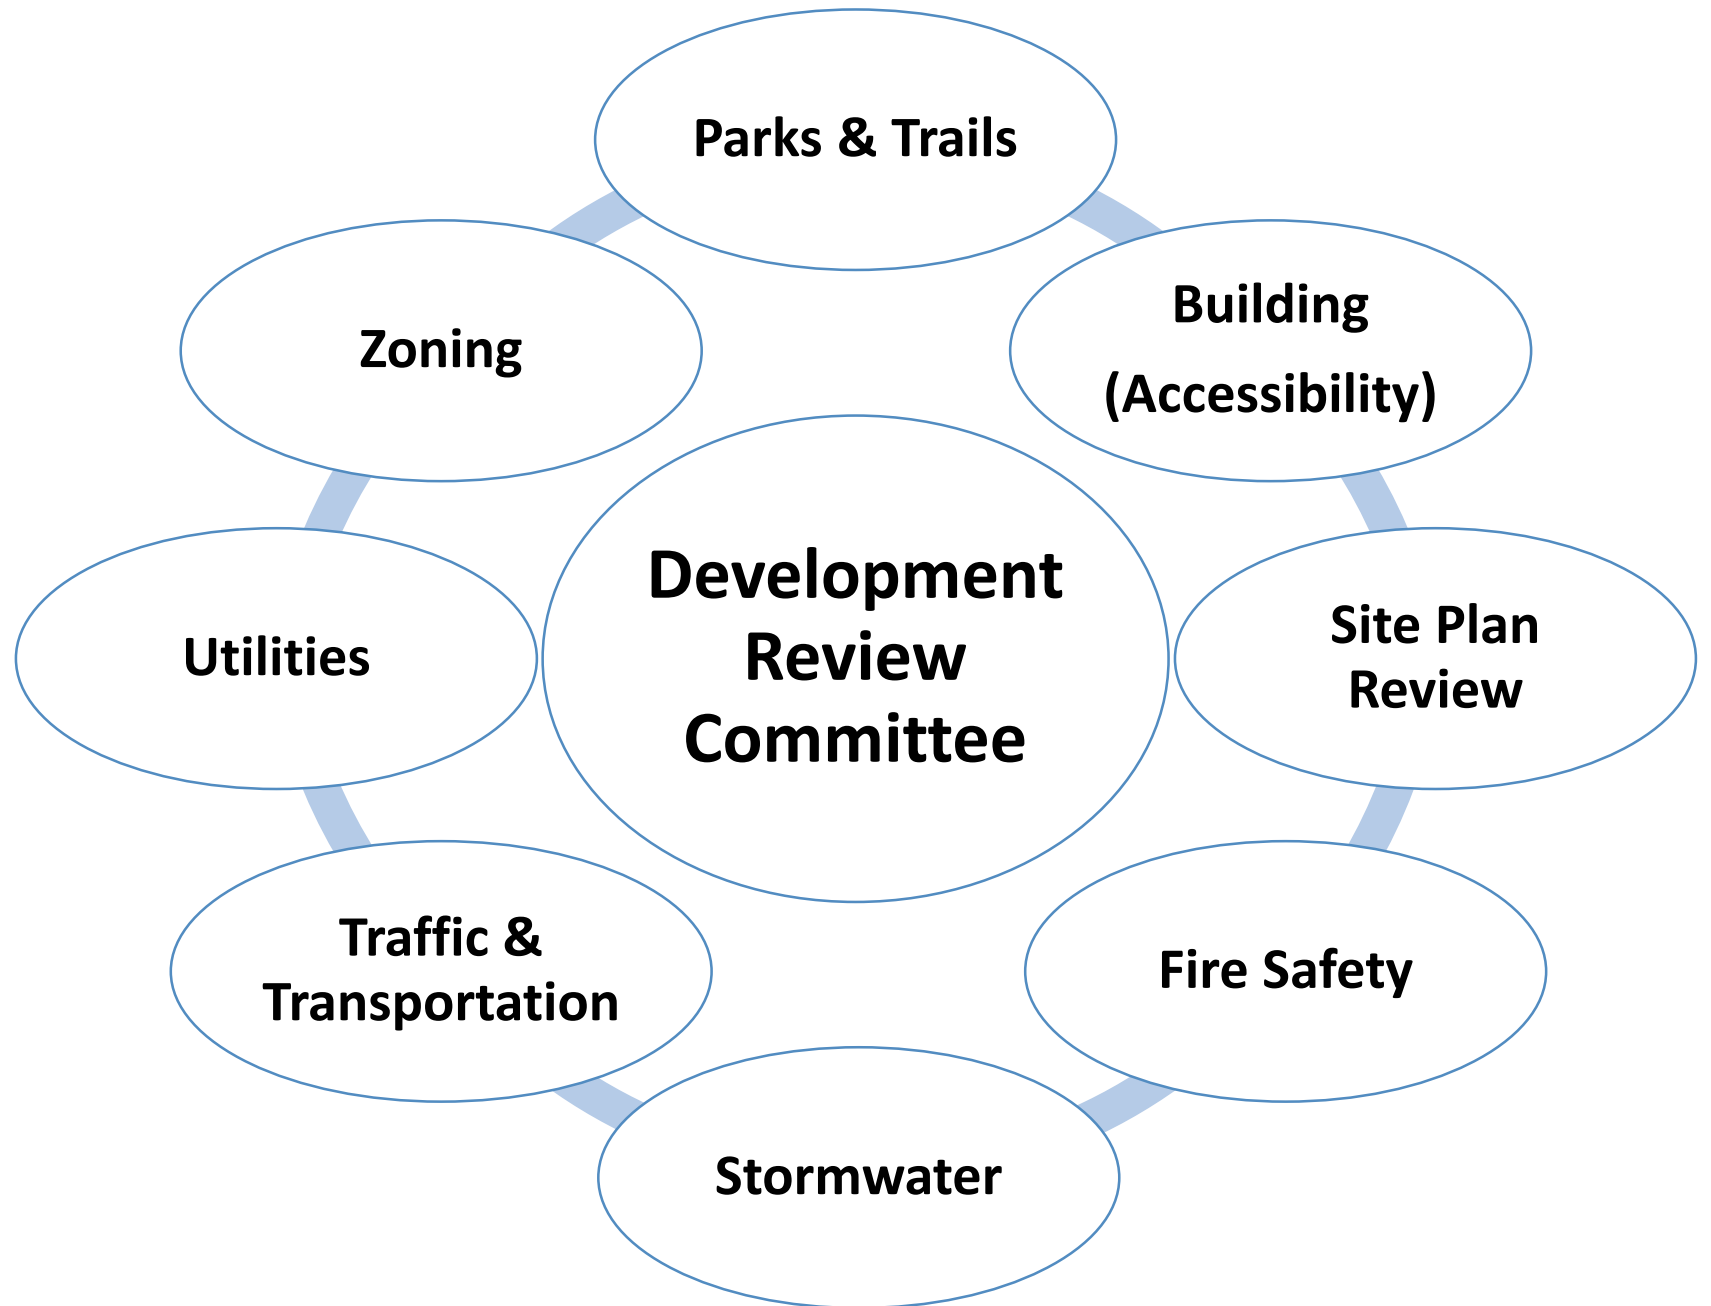 Parks & Trails
Building
(Accessibility)
Zoning
Development
Review
Committee
Utilities
Site Plan
Review
Traffic &
Transportation
Fire Safety
Stormwater